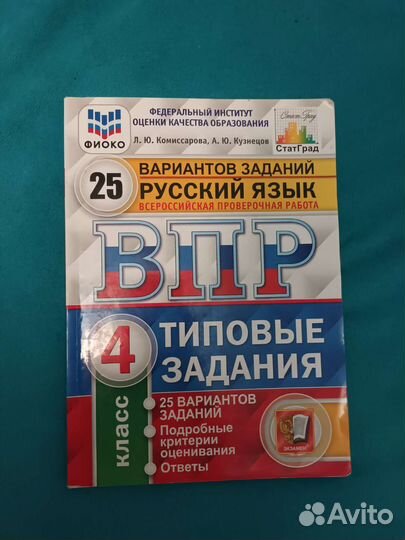 ФЕДЕРАЛЬНЫЙ ИНСТИТУТ
ОЦЕНКИ КАЧЕСТВА ОБРАЗОВАНИЯ
ФИОКО
Л. Ю. Комиссарова, А. Ю. Кузнецов
СтатГрад
СтатГрад
25
ВАРИАНТОВ ЗАДАНИЙ
РУССКИЙ ЯЗЫК
ВСЕРОССИЙСКАЯ ПРОВЕРОЧНАЯ РАБОТА
ВПР
4
КЛАСС
ТИПОВЫЕ
ЗАДАНИЯ
• 25 ВАРИАНТОВ
ЗАДАНИЙ
• Подробные
критерии
оценивания
• Ответы
ЭКЗАМЕН
Avito